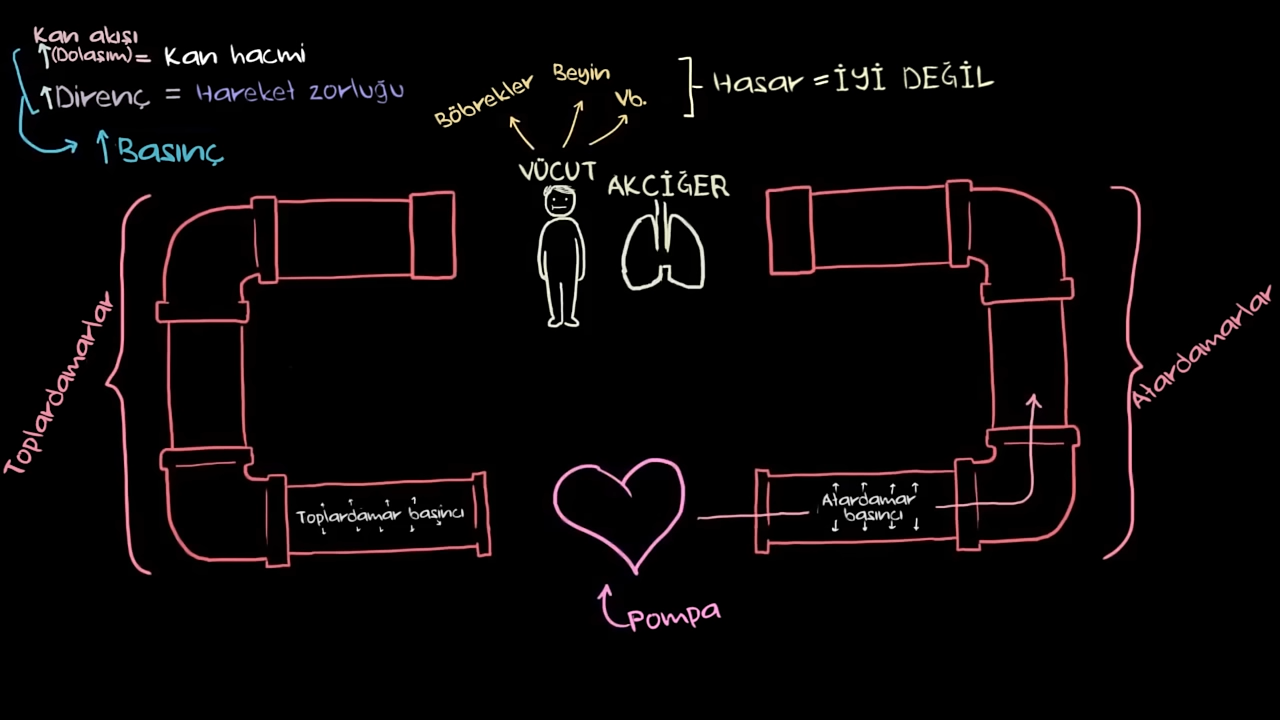 Kan akışı
↑(Dolaşım) = Kan hacmi
↑Direnç = Hareket zorluğu
↑Basınç
Böbrekler
Beyin
Vb.
Hasar = İYİ DEĞİL
VÜCUT
AKCİĞER
Toplardamarlar
Atardamarlar
Toplardamar basıncı
Atardamar
basıncı
Pompa